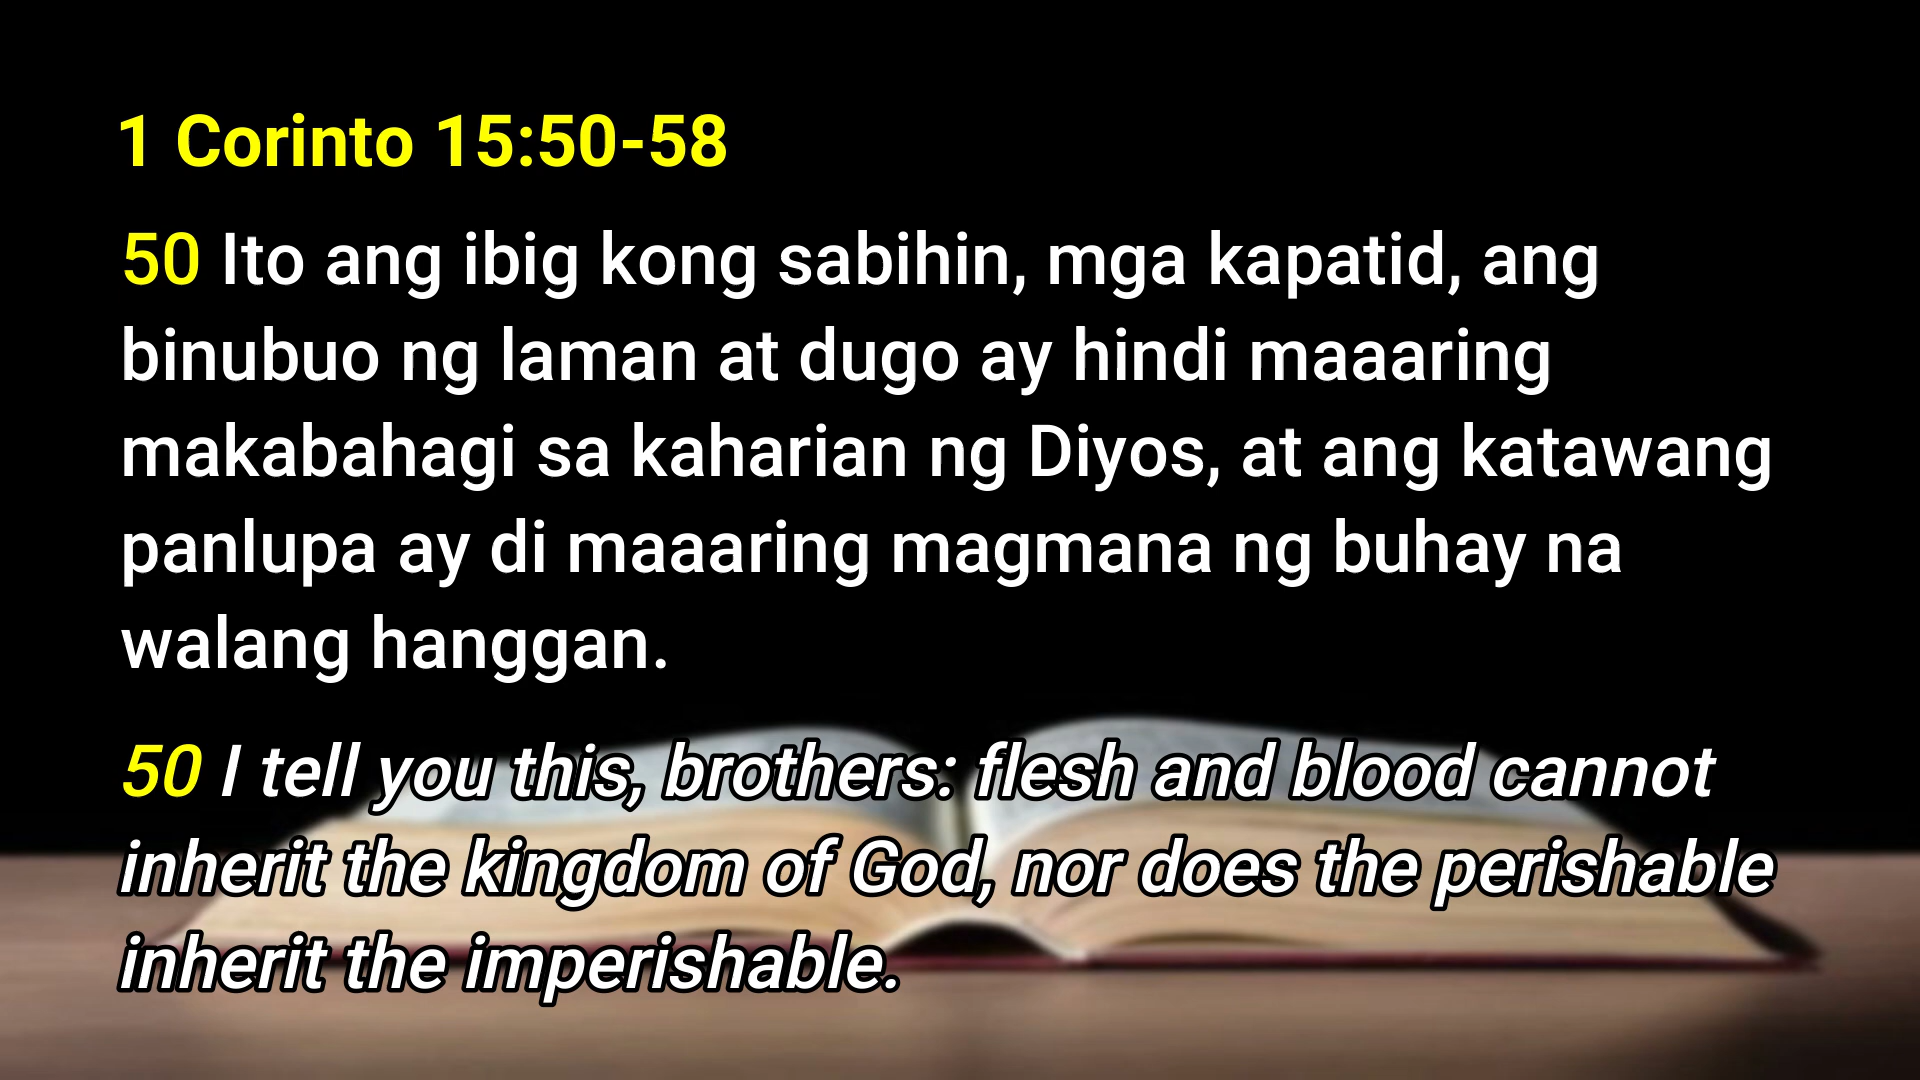 1 Corinto 15:50-58
50 Ito ang ibig kong sabihin, mga kapatid, ang
binubuo ng laman at dugo ay hindi maaaring
makabahagi sa kaharian ng Diyos, at ang katawang
panlupa ay di maaaring magmana ng buhay na
walang hanggan.
50 I tell you this, brothers: flesh and blood cannot
inherit the kingdom of God, nor does the perishable
inherit the imperishable.